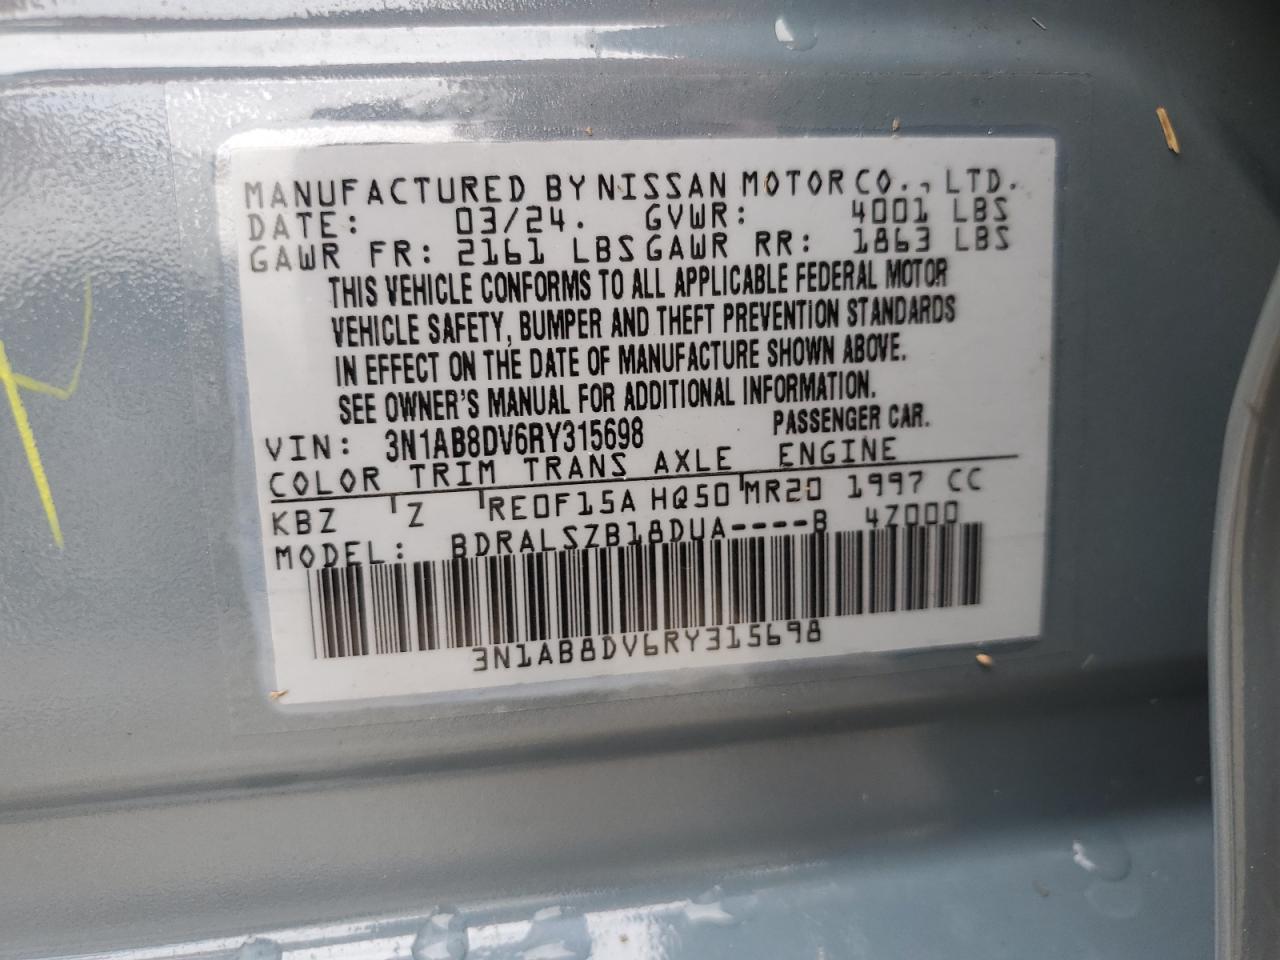 MANUFACTURED BY NISSAN MOTOR CO., LTD.
DATE: 03/24. GVWR: 4001 LBS
GAWR FR: 2161 LBS GAWR RR: 1863 LBS
THIS VEHICLE CONFORMS TO ALL APPLICABLE FEDERAL MOTOR
VEHICLE SAFETY, BUMPER AND THEFT PREVENTION STANDARDS
IN EFFECT ON THE DATE OF MANUFACTURE SHOWN ABOVE.
SEE OWNER'S MANUAL FOR ADDITIONAL INFORMATION.
VIN: 3N1AB8DV6RY315698 PASSENGER CAR.
COLOR TRIM TRANS AXLE ENGINE
KBZ Z RE0F15A HQ50 MR20 1997 CC
MODEL: BDRALSZB18DUA----B 4Z000
3N1AB8DV6RY315698